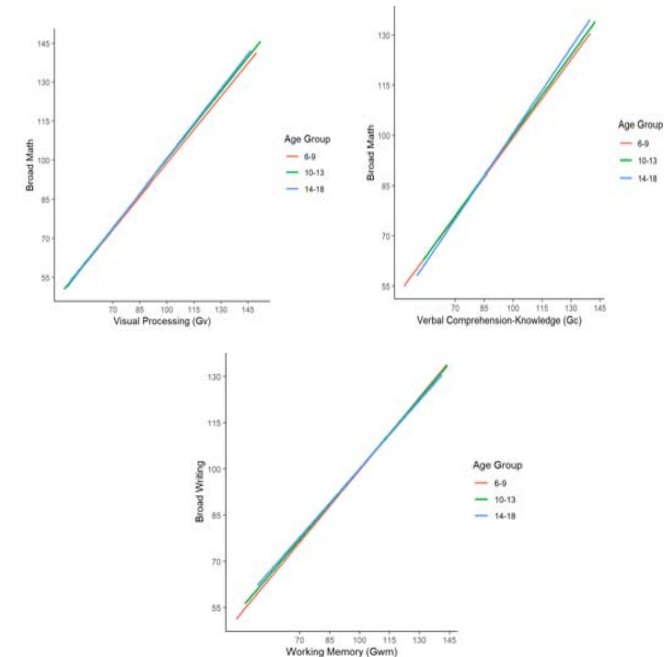 145
130
115
100
85
70
55
Broad Math
70 85 100 115 130 145
Visual Processing (Gv)
Age Group
6-9
10-13
14-18
130
115
100
85
70
55
Broad Math
70 85 100 115 130 145
Verbal Comprehension-Knowledge (Gc)
Age Group
6-9
10-13
14-18
130
115
100
85
70
55
Broad Writing
70 85 100 115 130 145
Working Memory (Gwm)
Age Group
6-9
10-13
14-18